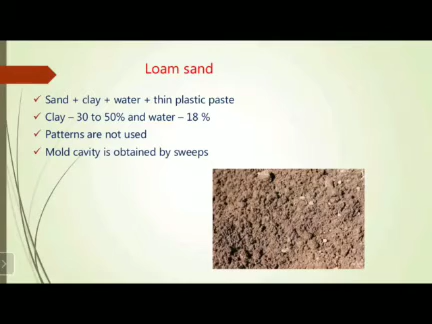 Loam sand
Sand + clay + water + thin plastic paste
Clay – 30 to 50% and water – 18 %
Patterns are not used
Mold cavity is obtained by sweeps